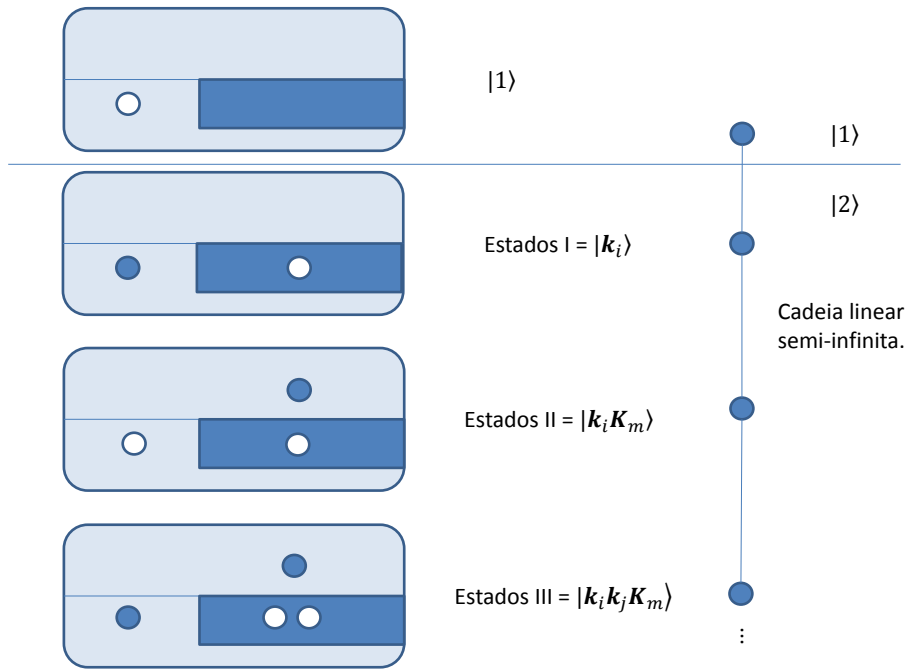 |1⟩
|1⟩
|2⟩
Estados I = |𝒌ᵢ⟩
Cadeia linear
semi-infinita.
Estados II = |𝒌ᵢ𝑲ₘ⟩
Estados III = |𝒌ᵢ𝒌ⱼ𝑲ₘ⟩
⋮